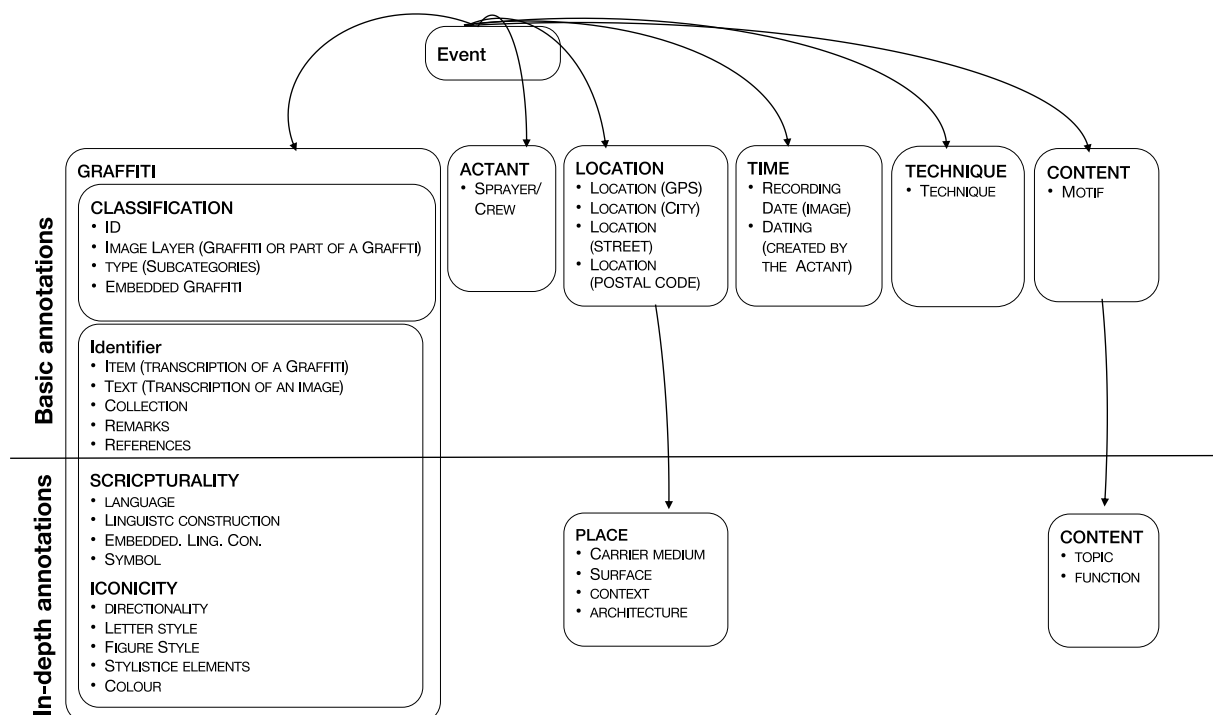 Event
Basic annotations
GRAFFITI
CLASSIFICATION
• ID
• IMAGE LAYER (GRAFFITI OR PART OF A GRAFFTI)
• TYPE (SUBCATEGORIES)
• EMBEDDED GRAFFITI
Identifier
• ITEM (TRANSCRIPTION OF A GRAFFITI)
• TEXT (TRANSCRIPTION OF AN IMAGE)
• COLLECTION
• REMARKS
• REFERENCES
ACTANT
• SPRAYER/
CREW
LOCATION
• LOCATION (GPS)
• LOCATION (CITY)
• LOCATION
(STREET)
• LOCATION
(POSTAL CODE)
TIME
• RECORDING
DATE (IMAGE)
• DATING
(CREATED BY
THE ACTANT)
TECHNIQUE
• TECHNIQUE
CONTENT
• MOTIF
In-depth annotations
SCRICPTURALITY
• LANGUAGE
• LINGUISTC CONSTRUCTION
• EMBEDDED. LING. CON.
• SYMBOL
ICONICITY
• DIRECTIONALITY
• LETTER STYLE
• FIGURE STYLE
• STYLISTICE ELEMENTS
• COLOUR
PLACE
• CARRIER MEDIUM
• SURFACE
• CONTEXT
• ARCHITECTURE
CONTENT
• TOPIC
• FUNCTION